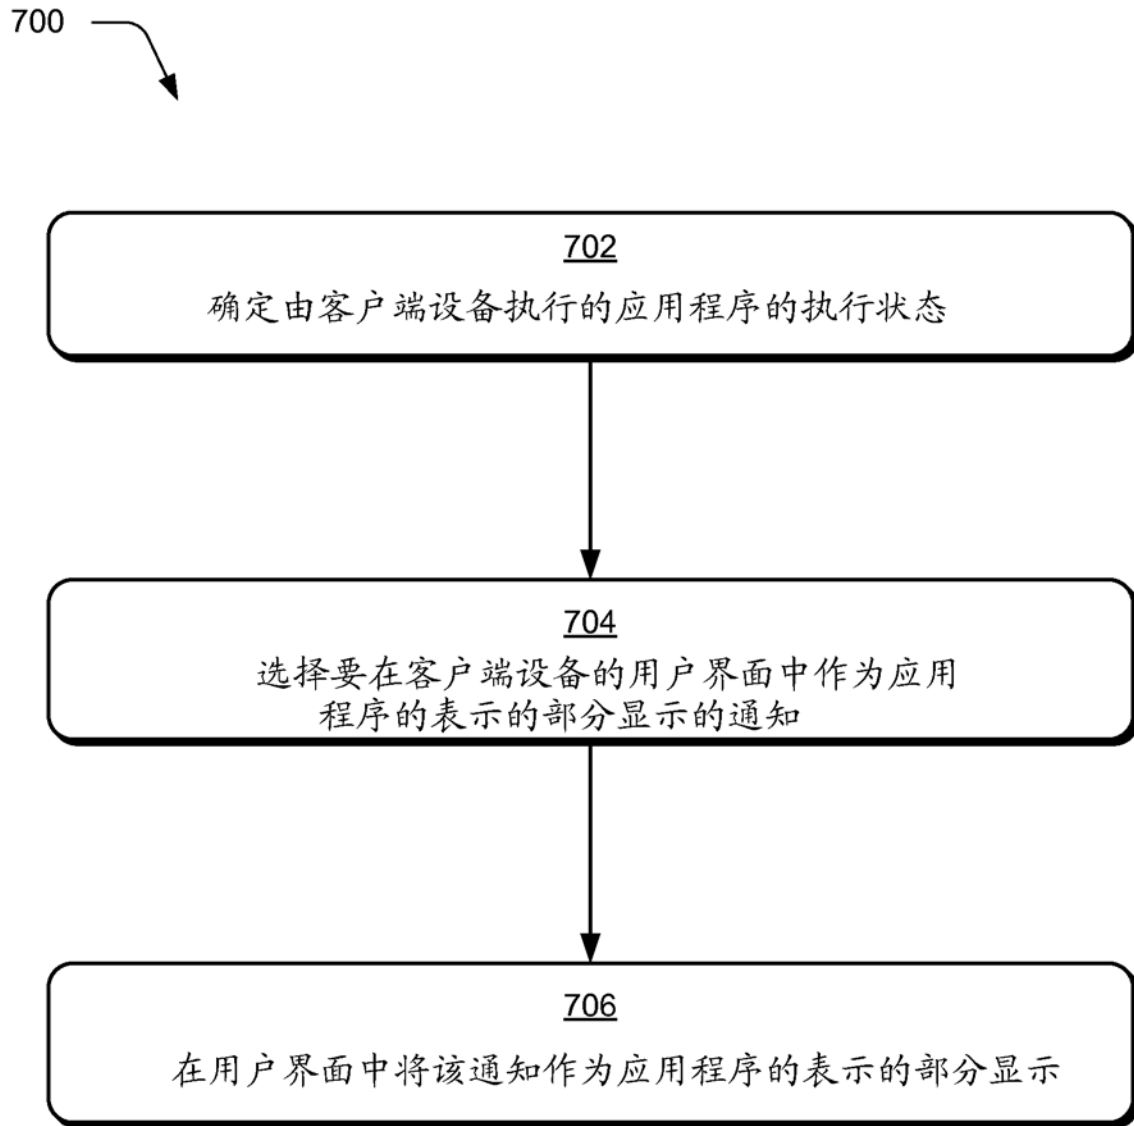 700
702
确定由客户端设备执行的应用程序的执行状态
704
选择要在客户端设备的用户界面中作为应用
程序的表示的部分显示的通知
706
在用户界面中将该通知作为应用程序的表示的部分显示